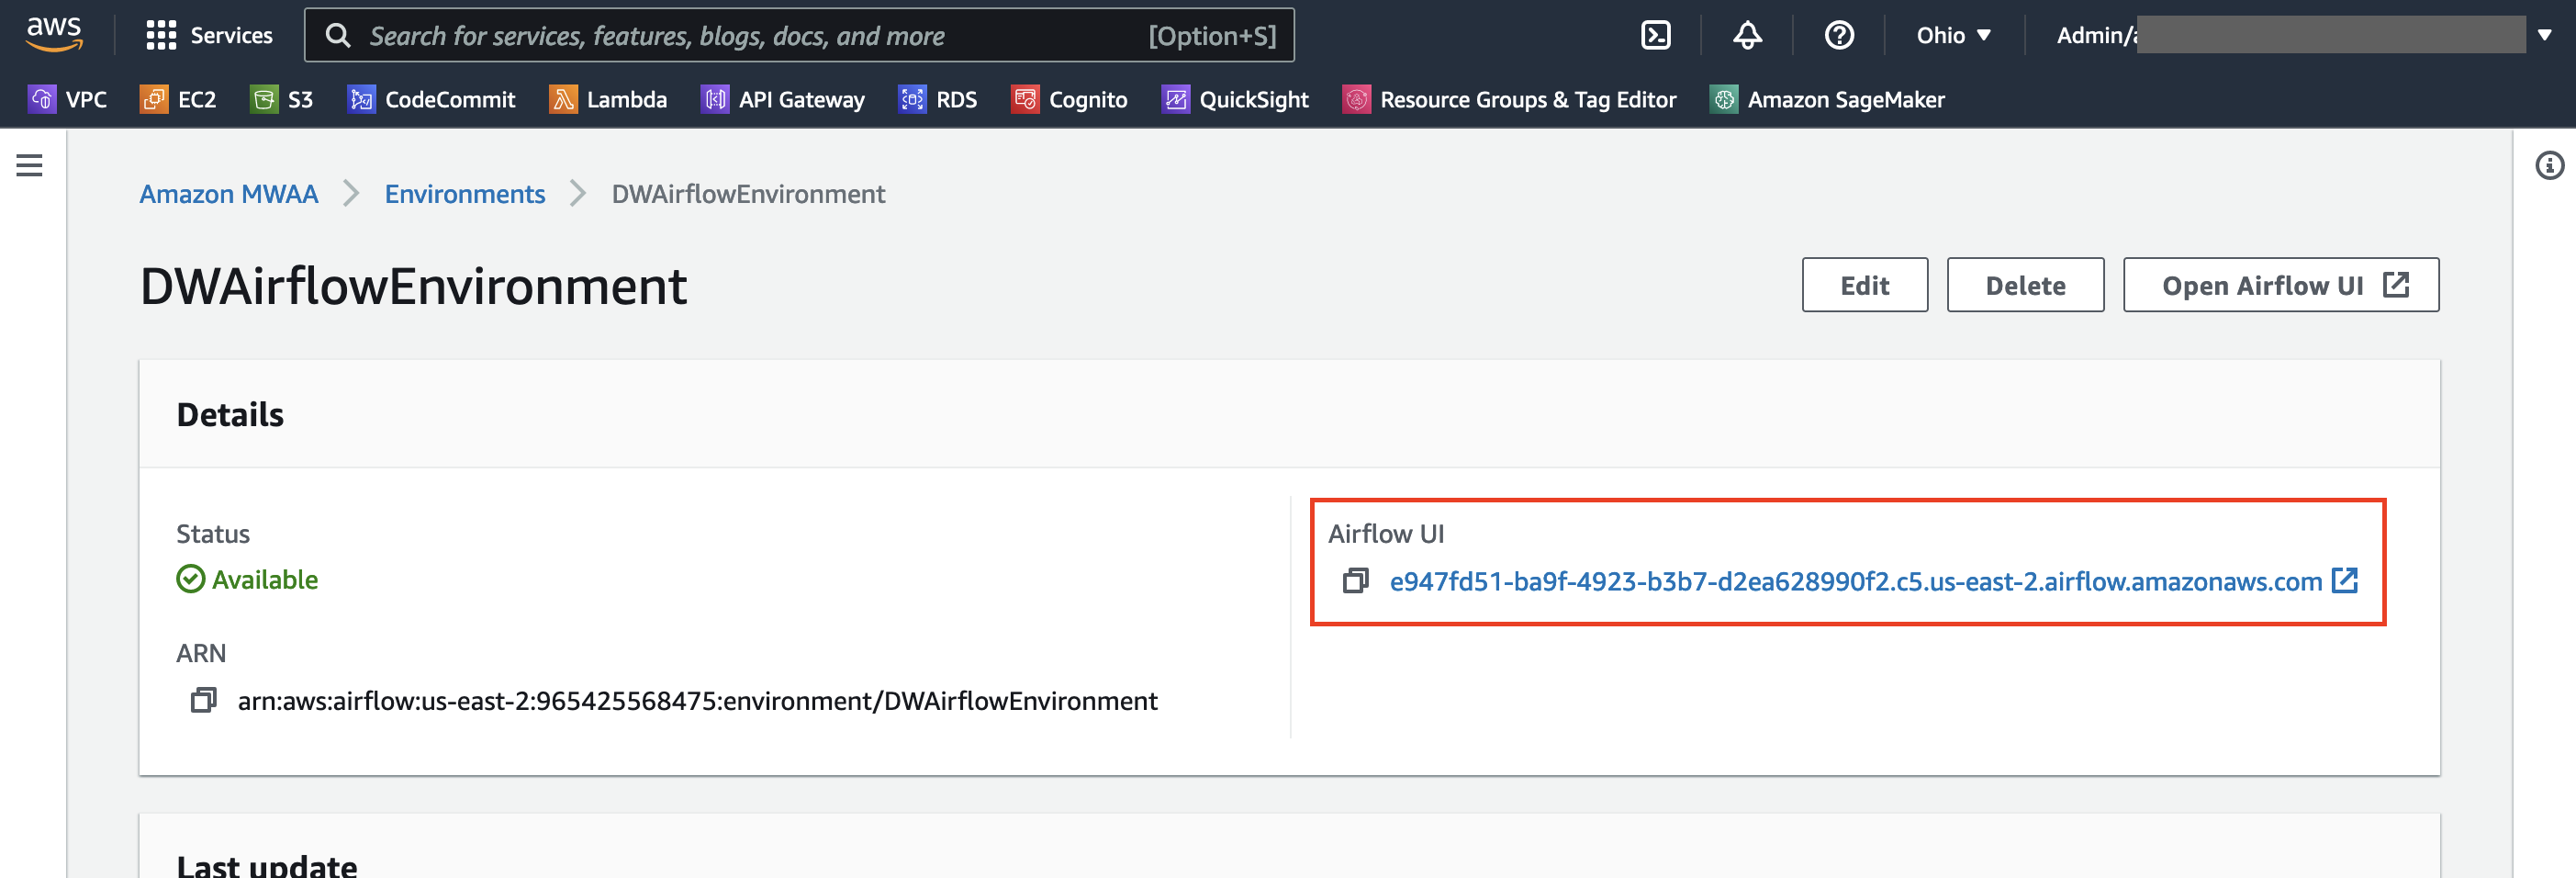 aws Services Search for services, features, blogs, docs, and more [Option+S] Ohio Admin/
VPC EC2 S3 CodeCommit Lambda API Gateway RDS Cognito QuickSight Resource Groups & Tag Editor Amazon SageMaker
Amazon MWAA Environments DWAirflowEnvironment
DWAirflowEnvironment Edit Delete Open Airflow UI
Details
Status
Available
ARN
arn:aws:airflow:us-east-2:965425568475:environment/DWAirflowEnvironment
Airflow UI
e947fd51-ba9f-4923-b3b7-d2ea628990f2.c5.us-east-2.airflow.amazonaws.com
Last update